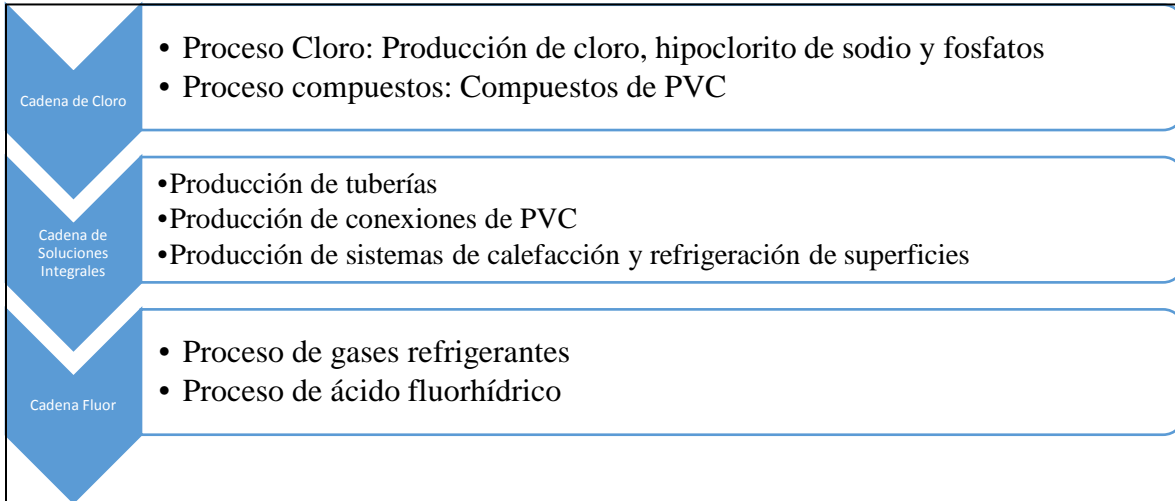 Cadena de Cloro
• Proceso Cloro: Producción de cloro, hipoclorito de sodio y fosfatos
• Proceso compuestos: Compuestos de PVC
Cadena de
Soluciones
Integrales
•Producción de tuberías
•Producción de conexiones de PVC
•Producción de sistemas de calefacción y refrigeración de superficies
Cadena Fluor
• Proceso de gases refrigerantes
• Proceso de ácido fluorhídrico